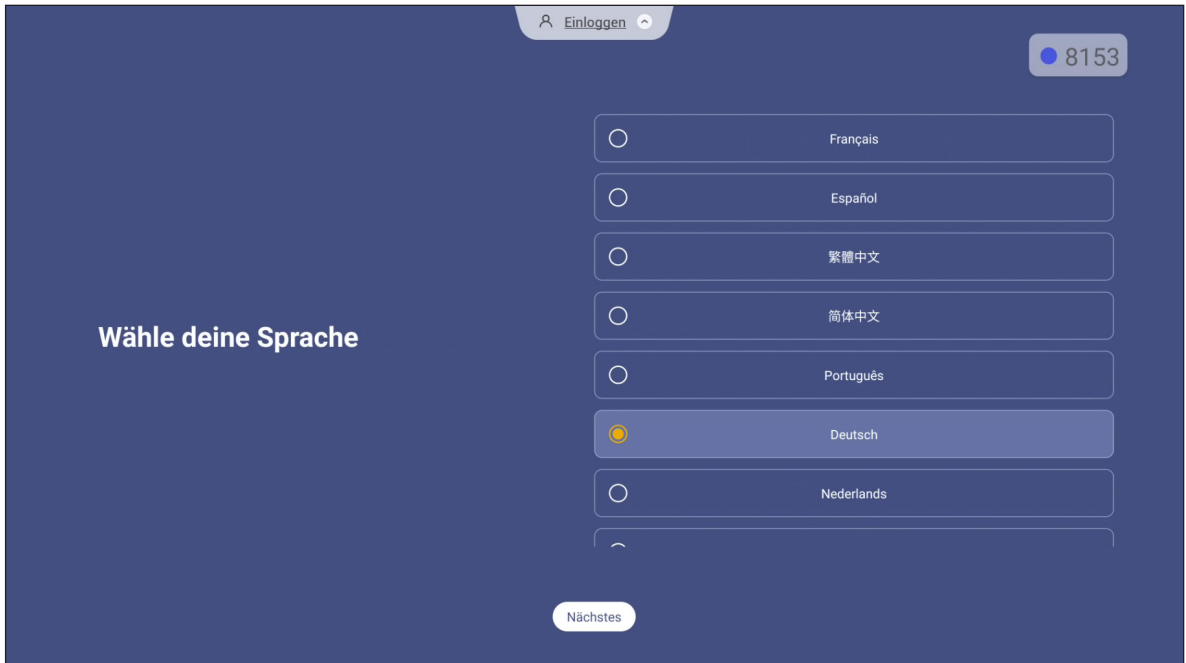 Einloggen
8153
Français
Español
繁體中文
简体中文
Wähle deine Sprache
Português
Deutsch
Nederlands
Nächstes